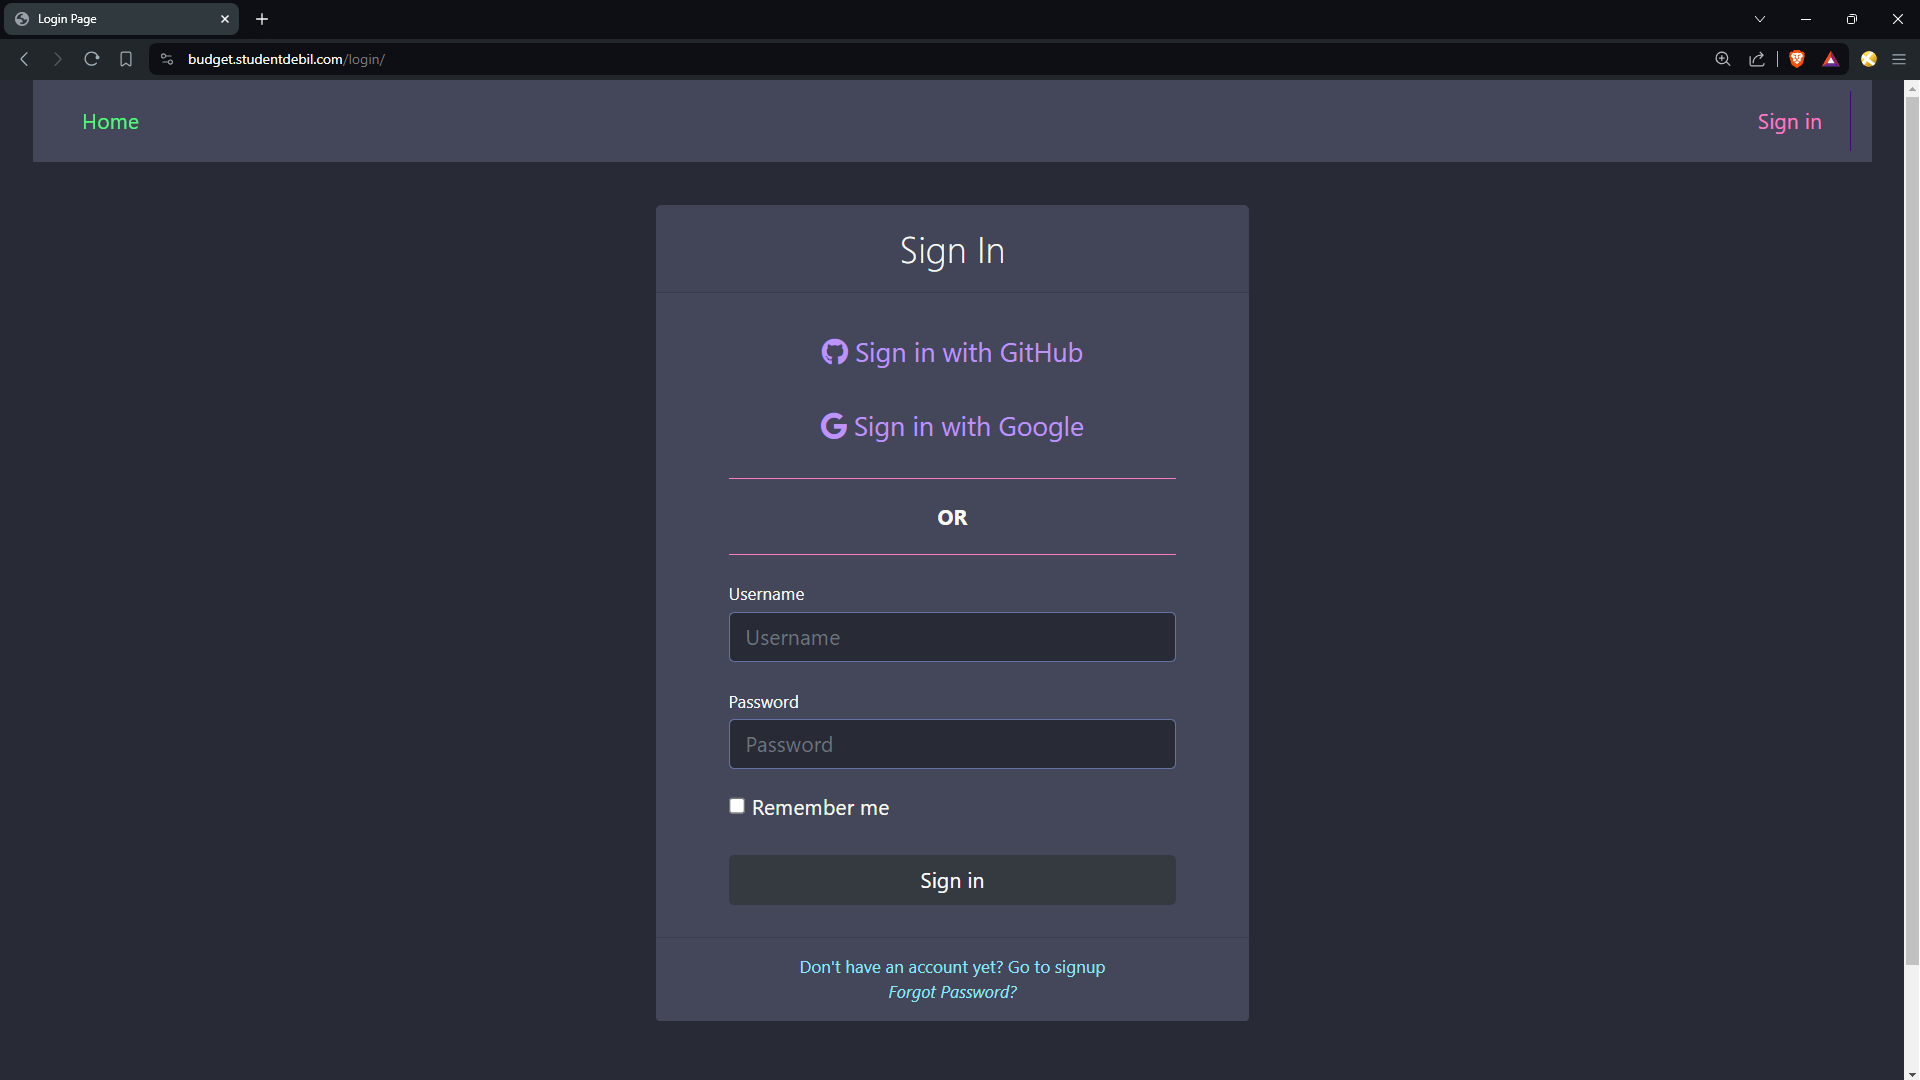 Login Page
budget.studentdebil.com/login/
Home
Sign in
Sign In
Sign in with GitHub
Sign in with Google
OR
Username
Username
Password
Password
Remember me
Sign in
Don't have an account yet? Go to signup
Forgot Password?